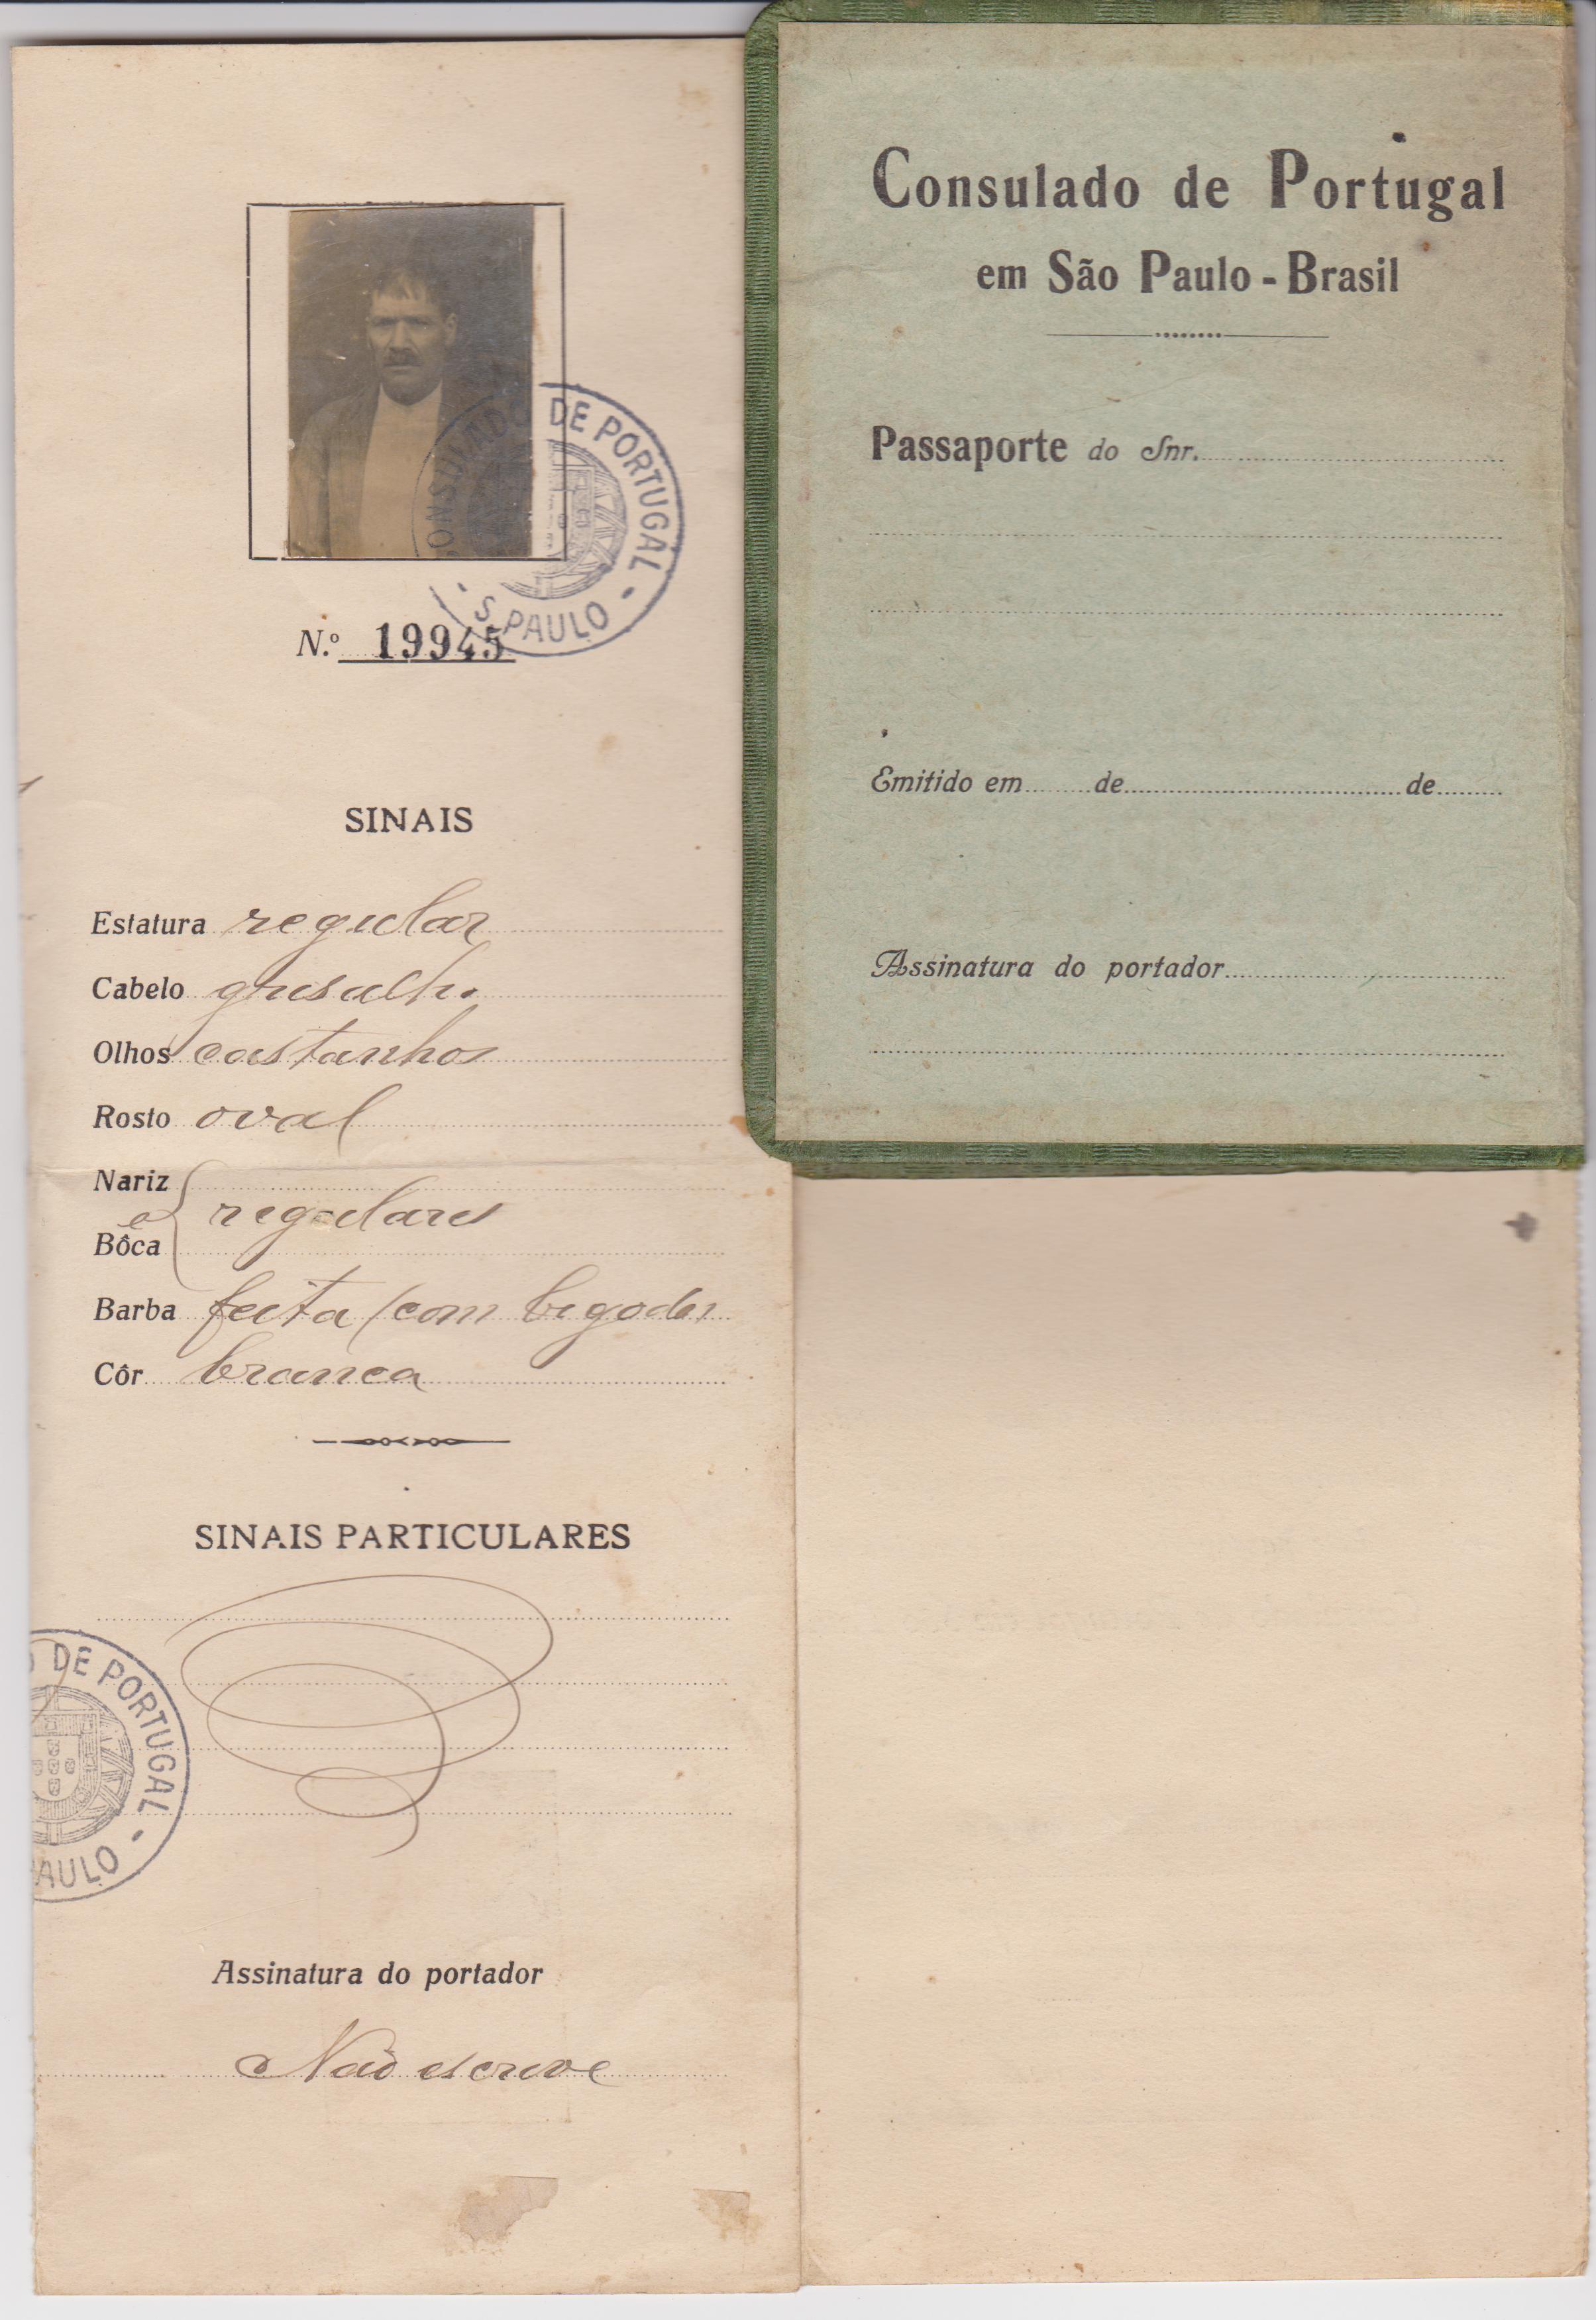 CONSULADO DE PORTUGAL
S. PAULO
N.º 19945
SINAIS
Estatura regular
Cabelo grisalho
Olhos castanhos
Rosto oval
Nariz
e regulares
Bôca
Barba feita (com bigodes
Côr branca
SINAIS PARTICULARES
DE PORTUGAL
PAULO
Assinatura do portador
Não escreve
Consulado de Portugal
em São Paulo - Brasil
Passaporte do Snr.
Emitido em de de
Assinatura do portador